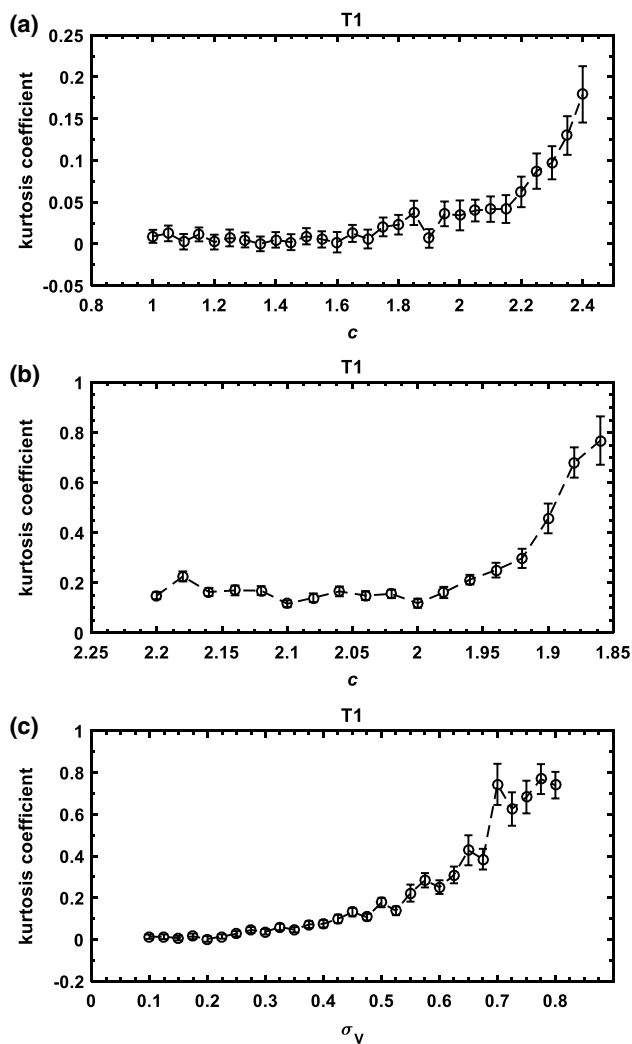 (a)
T1
kurtosis coefficient
0.25
0.2
0.15
0.1
0.05
0
-0.05
0.8 1 1.2 1.4 1.6 1.8 2 2.2 2.4
c
(b)
T1
kurtosis coefficient
1
0.8
0.6
0.4
0.2
0
2.25 2.2 2.15 2.1 2.05 2 1.95 1.9 1.85
c
(c)
T1
kurtosis coefficient
1
0.8
0.6
0.4
0.2
0
-0.2
0 0.1 0.2 0.3 0.4 0.5 0.6 0.7 0.8
σV